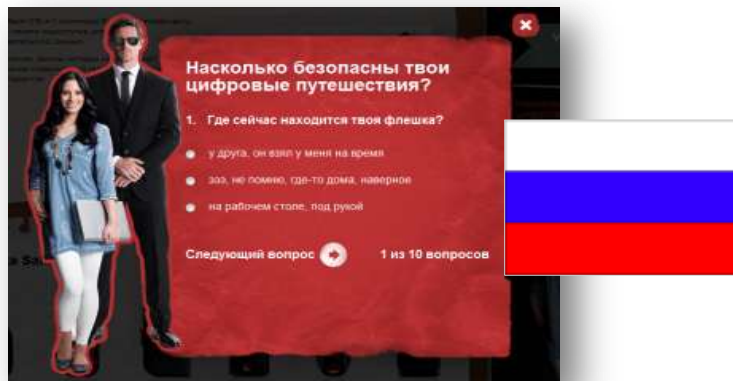 Насколько безопасны твои
цифровые путешествия?
1. Где сейчас находится твоя флешка?
у друга, он взял у меня на время
эээ, не помню, где-то дома, наверное
на рабочем столе, под рукой
Следующий вопрос
1 из 10 вопросов